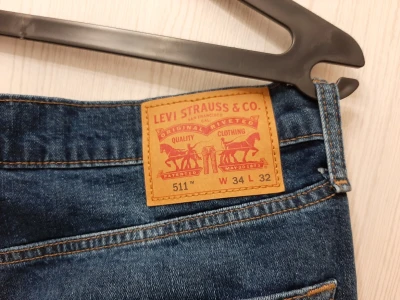 LEVI STRAUSS & CO.
ORIGINAL RIVETED
QUALITY CLOTHING
511™ W 34 L 32